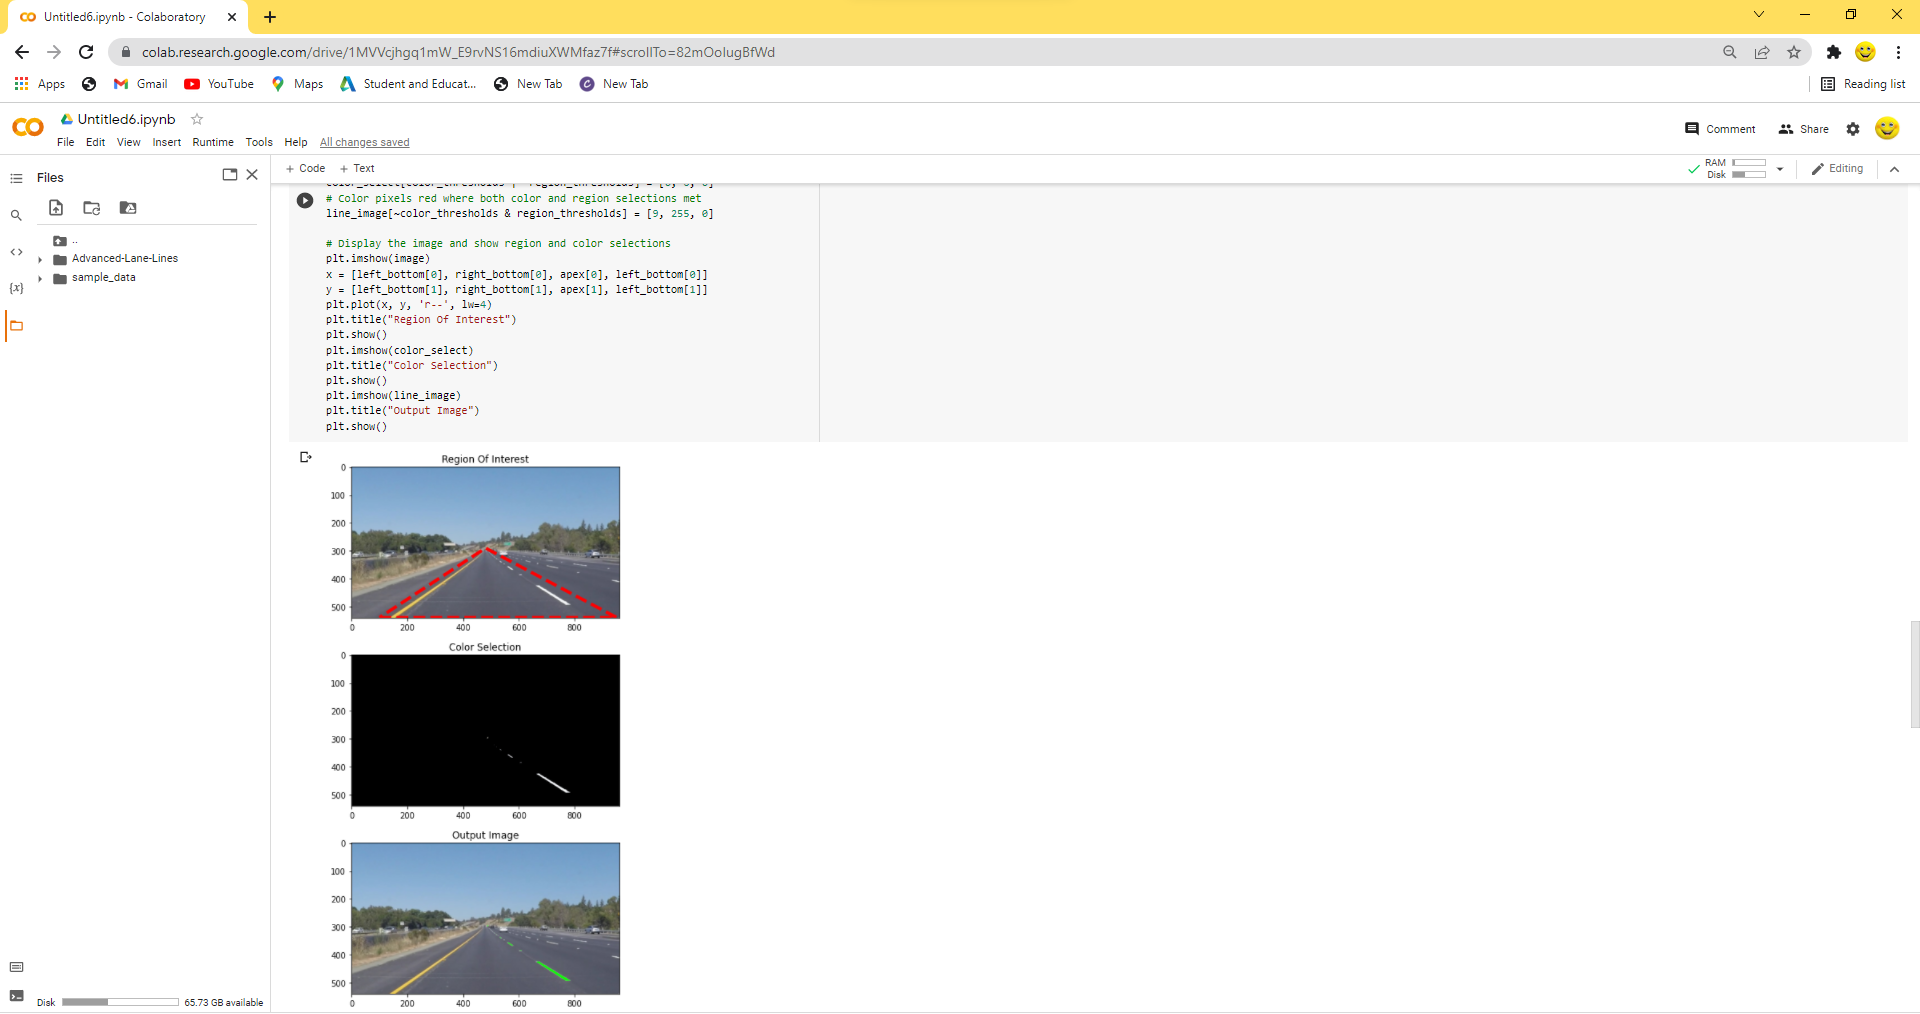 Untitled6.ipynb - Colaboratory
colab.research.google.com/drive/1MVVcjhgq1mW_E9rvNS16mdiuXWMfaz7f#scrollTo=82mOoIugBfWd
Apps Gmail YouTube Maps Student and Educat... New Tab New Tab Reading list
Untitled6.ipynb
File Edit View Insert Runtime Tools Help All changes saved
Comment Share
Files
+ Code + Text
RAM
Disk
Editing
..
Advanced-Lane-Lines
sample_data
{x}
# Color pixels red where both color and region selections met
line_image[~color_thresholds & region_thresholds] = [9, 255, 0]
# Display the image and show region and color selections
plt.imshow(image)
x = [left_bottom[0], right_bottom[0], apex[0], left_bottom[0]]
y = [left_bottom[1], right_bottom[1], apex[1], left_bottom[1]]
plt.plot(x, y, 'r--', lw=4)
plt.title("Region Of Interest")
plt.show()
plt.imshow(color_select)
plt.title("Color Selection")
plt.show()
plt.imshow(line_image)
plt.title("Output Image")
plt.show()
Region Of Interest
0
100
200
300
400
500
0 200 400 600 800
Color Selection
0
100
200
300
400
500
0 200 400 600 800
Output Image
0
100
200
300
400
500
0 200 400 600 800
Disk 65.73 GB available